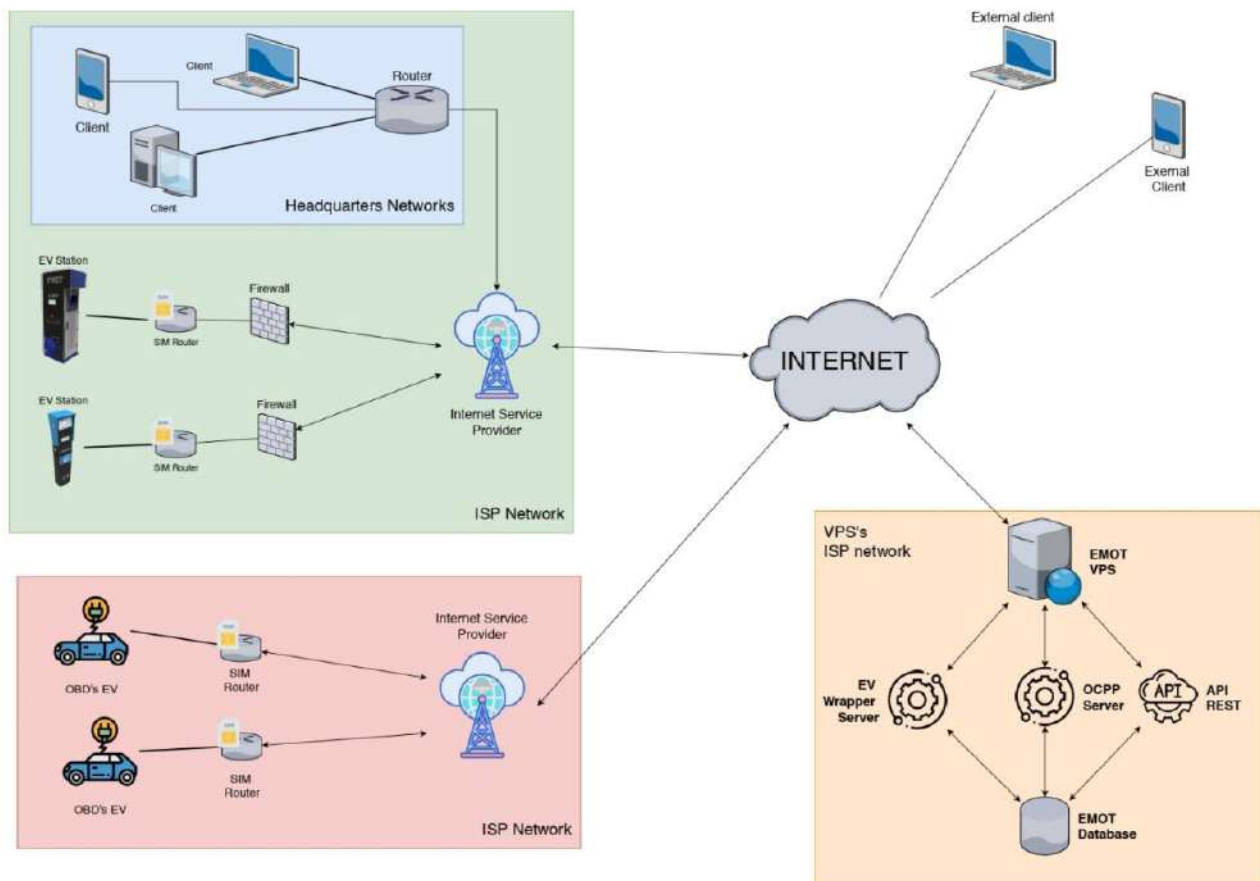 External client
Exernal
Client
Client
Router
Client
Client
Headquarters Networks
EV Station
SIM Router
Firewall
EV Station
SIM Router
Firewall
Internet Service
Provider
ISP Network
INTERNET
OBD's EV
SIM
Router
OBD's EV
SIM
Router
Internet Service
Provider
ISP Network
VPS's
ISP network
EMOT
VPS
EV
Wrapper
Server
OCPP
Server
API
API
REST
EMOT
Database